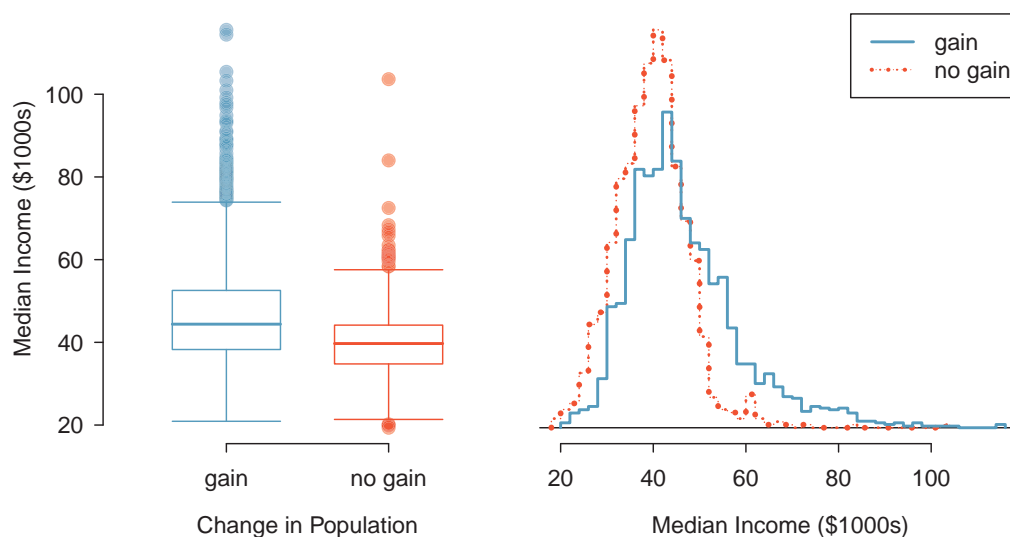 Median Income ($1000s)
100
80
60
40
20
gain
no gain
Change in Population
gain
no gain
20
40
60
80
100
Median Income ($1000s)